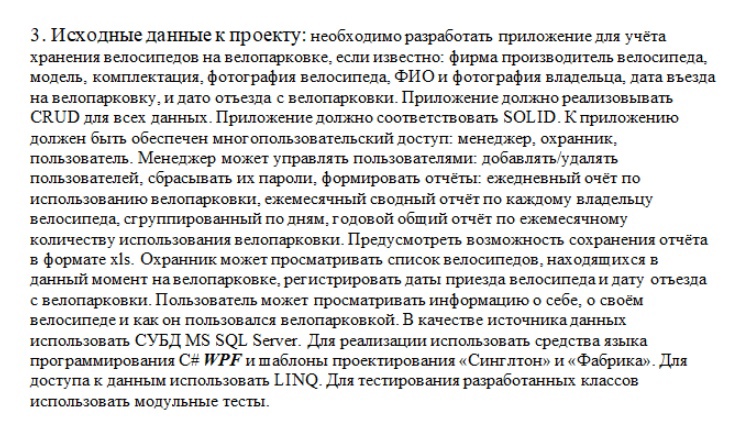 3. Исходные данные к проекту: необходимо разработать приложение для учёта
хранения велосипедов на велопарковке, если известно: фирма производитель велосипеда,
модель, комплектация, фотография велосипеда, ФИО и фотография владельца, дата въезда
на велопарковку, и дато отъезда с велопарковки. Приложение должно реализовывать
CRUD для всех данных. Приложение должно соответствовать SOLID. К приложению
должен быть обеспечен многопользовательский доступ: менеджер, охранник,
пользователь. Менеджер может управлять пользователями: добавлять/удалять
пользователей, сбрасывать их пароли, формировать отчёты: ежедневный очёт по
использованию велопарковки, ежемесячный сводный отчёт по каждому владельцу
велосипеда, сгруппированный по дням, годовой общий отчёт по ежемесячному
количеству использования велопарковки. Предусмотреть возможность сохранения отчёта
в формате xls. Охранник может просматривать список велосипедов, находящихся в
данный момент на велопарковке, регистрировать даты приезда велосипеда и дату отъезда
с велопарковки. Пользователь может просматривать информацию о себе, о своём
велосипеде и как он пользовался велопарковкой. В качестве источника данных
использовать СУБД MS SQL Server. Для реализации использовать средства языка
программирования C# WPF и шаблоны проектирования «Синглтон» и «Фабрика». Для
доступа к данным использовать LINQ. Для тестирования разработанных классов
использовать модульные тесты.